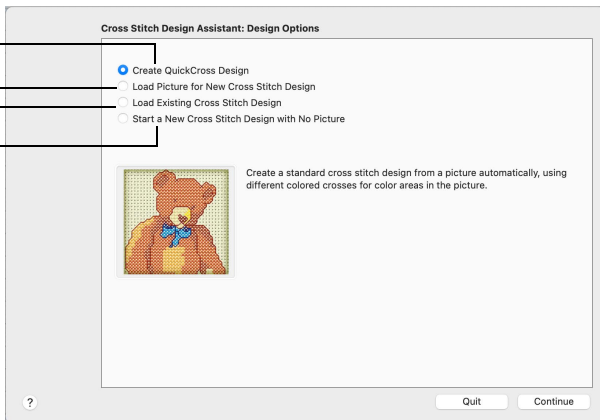 Cross Stitch Design Assistant: Design Options
Create QuickCross Design
Load Picture for New Cross Stitch Design
Load Existing Cross Stitch Design
Start a New Cross Stitch Design with No Picture
Create a standard cross stitch design from a picture automatically, using
different colored crosses for color areas in the picture.
?
Quit
Continue